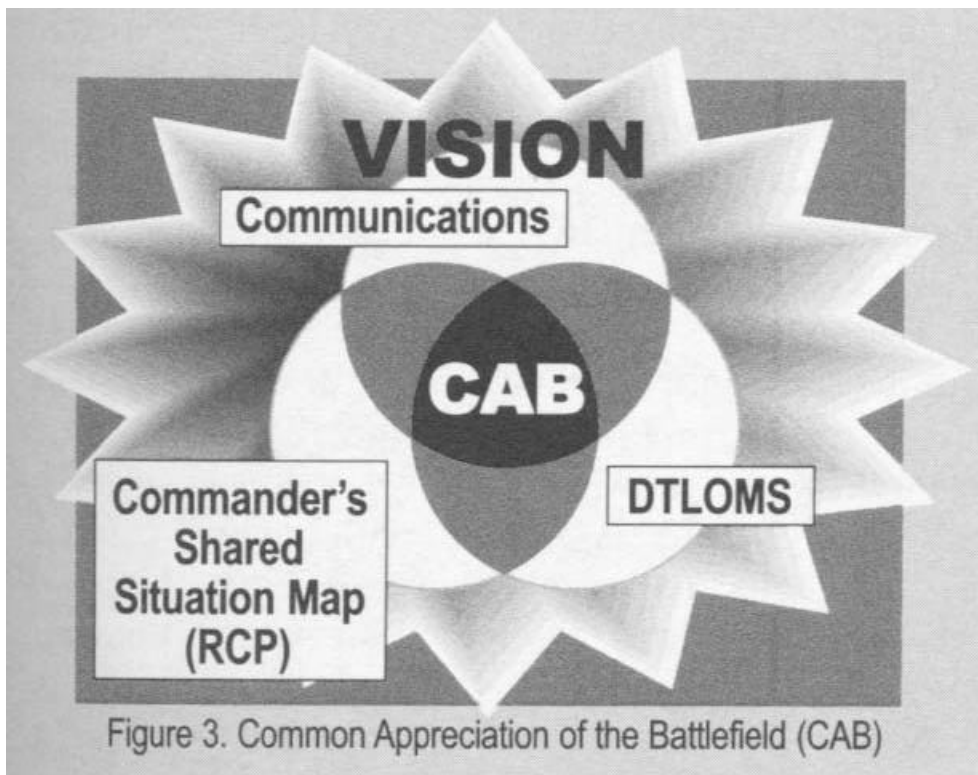 VISION
Communications
CAB
Commander's
Shared
Situation Map
(RCP)
DTLOMS
Figure 3. Common Appreciation of the Battlefield (CAB)